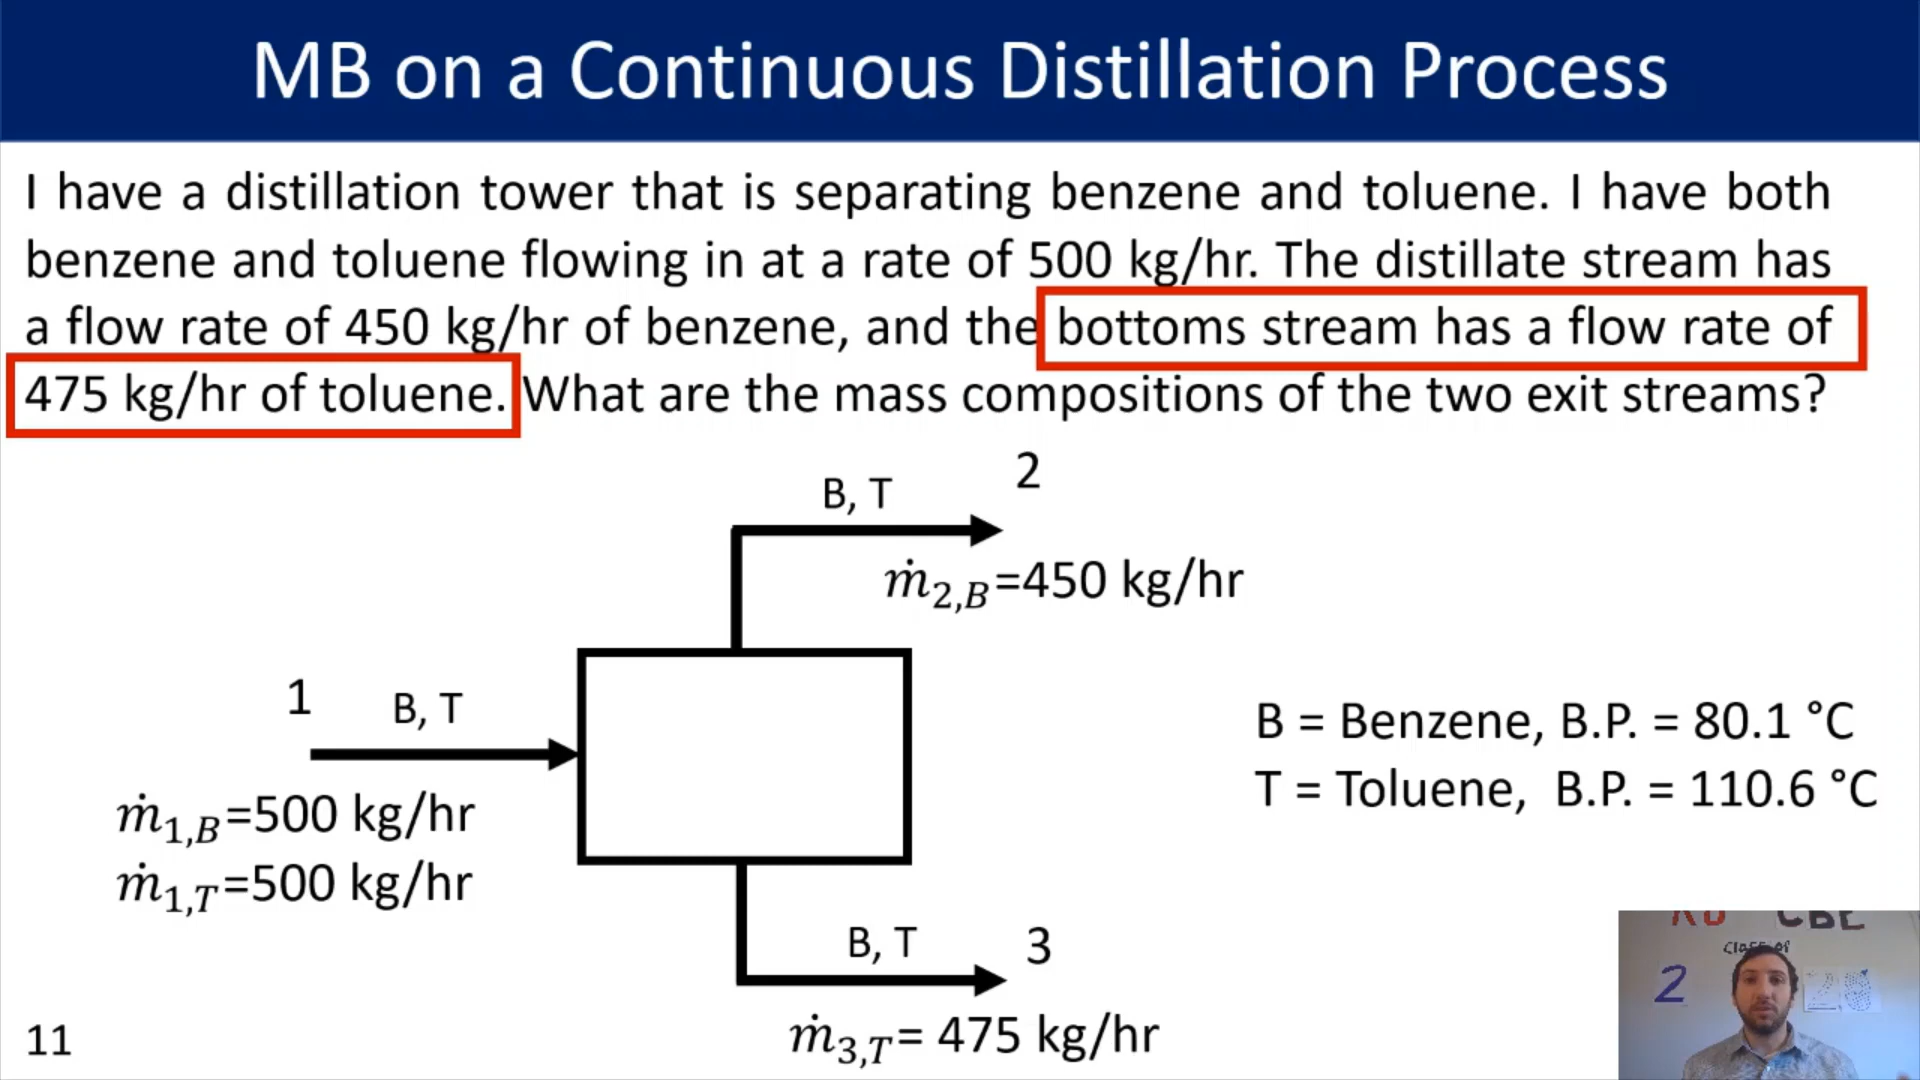 MB on a Continuous Distillation Process
I have a distillation tower that is separating benzene and toluene. I have both
benzene and toluene flowing in at a rate of 500 kg/hr. The distillate stream has
a flow rate of 450 kg/hr of benzene, and the bottoms stream has a flow rate of
475 kg/hr of toluene. What are the mass compositions of the two exit streams?
2
B, T
ṁ2,B=450 kg/hr
1
B, T
ṁ1,B=500 kg/hr
ṁ1,T=500 kg/hr
B = Benzene, B.P. = 80.1 °C
T = Toluene, B.P. = 110.6 °C
B, T
3
ṁ3,T= 475 kg/hr
11
CBE
CLASS OF
2